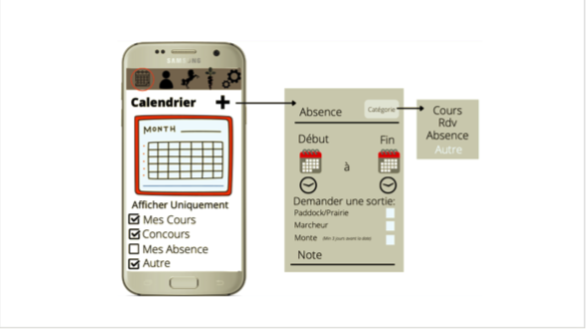 SAMSUNG
Calendrier
MONTH
Afficher Uniquement
Mes Cours
Concours
Mes Absence
Autre
Absence
Catégorie
Début
Fin
à
Demander une sortie:
Paddock/Prairie
Marcheur
Monte
Note
Cours
Rdv
Absence
Autre